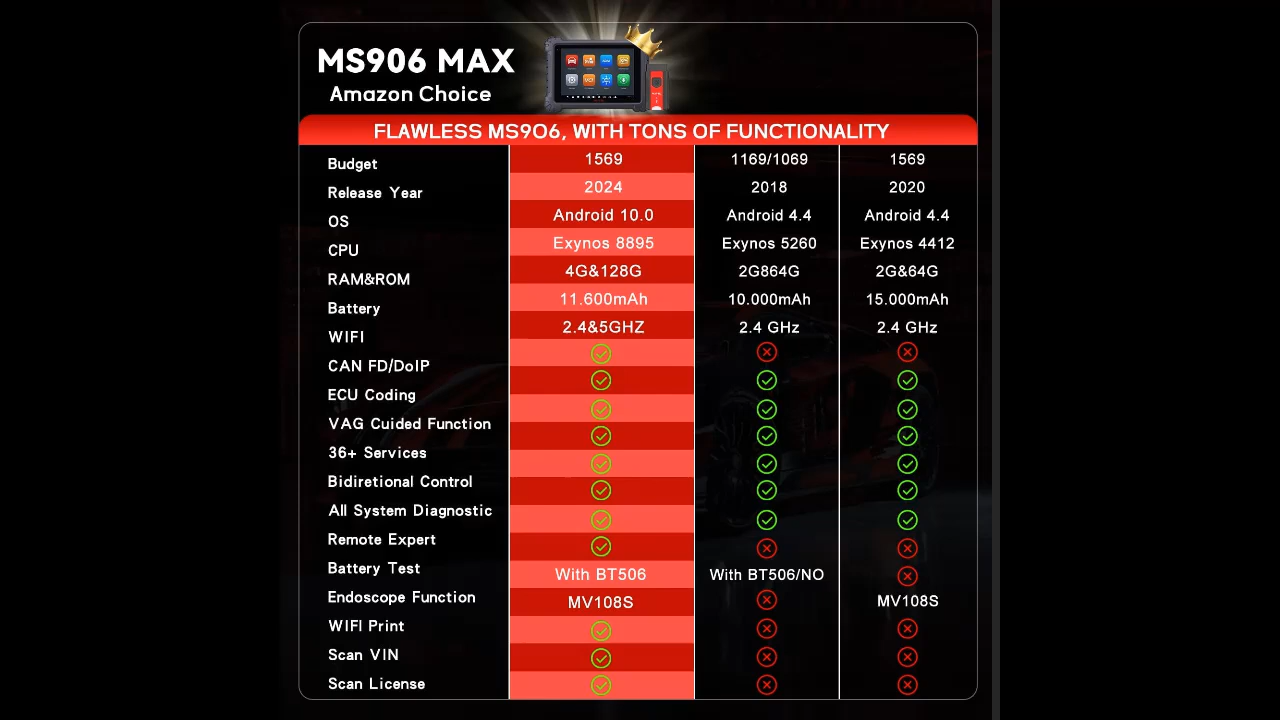 MS906 MAX
Amazon Choice
FLAWLESS MS9O6, WITH TONS OF FUNCTIONALITY
Budget 1569 1169/1069 1569
Release Year 2024 2018 2020
OS Android 10.0 Android 4.4 Android 4.4
CPU Exynos 8895 Exynos 5260 Exynos 4412
RAM&ROM 4G&128G 2G864G 2G&64G
Battery 11.600mAh 10.000mAh 15.000mAh
WIFI 2.4&5GHZ 2.4 GHz 2.4 GHz
CAN FD/DoIP
ECU Coding
VAG Cuided Function
36+ Services
Bidiretional Control
All System Diagnostic
Remote Expert
Battery Test With BT506 With BT506/NO
Endoscope Function MV108S MV108S
WIFI Print
Scan VIN
Scan License